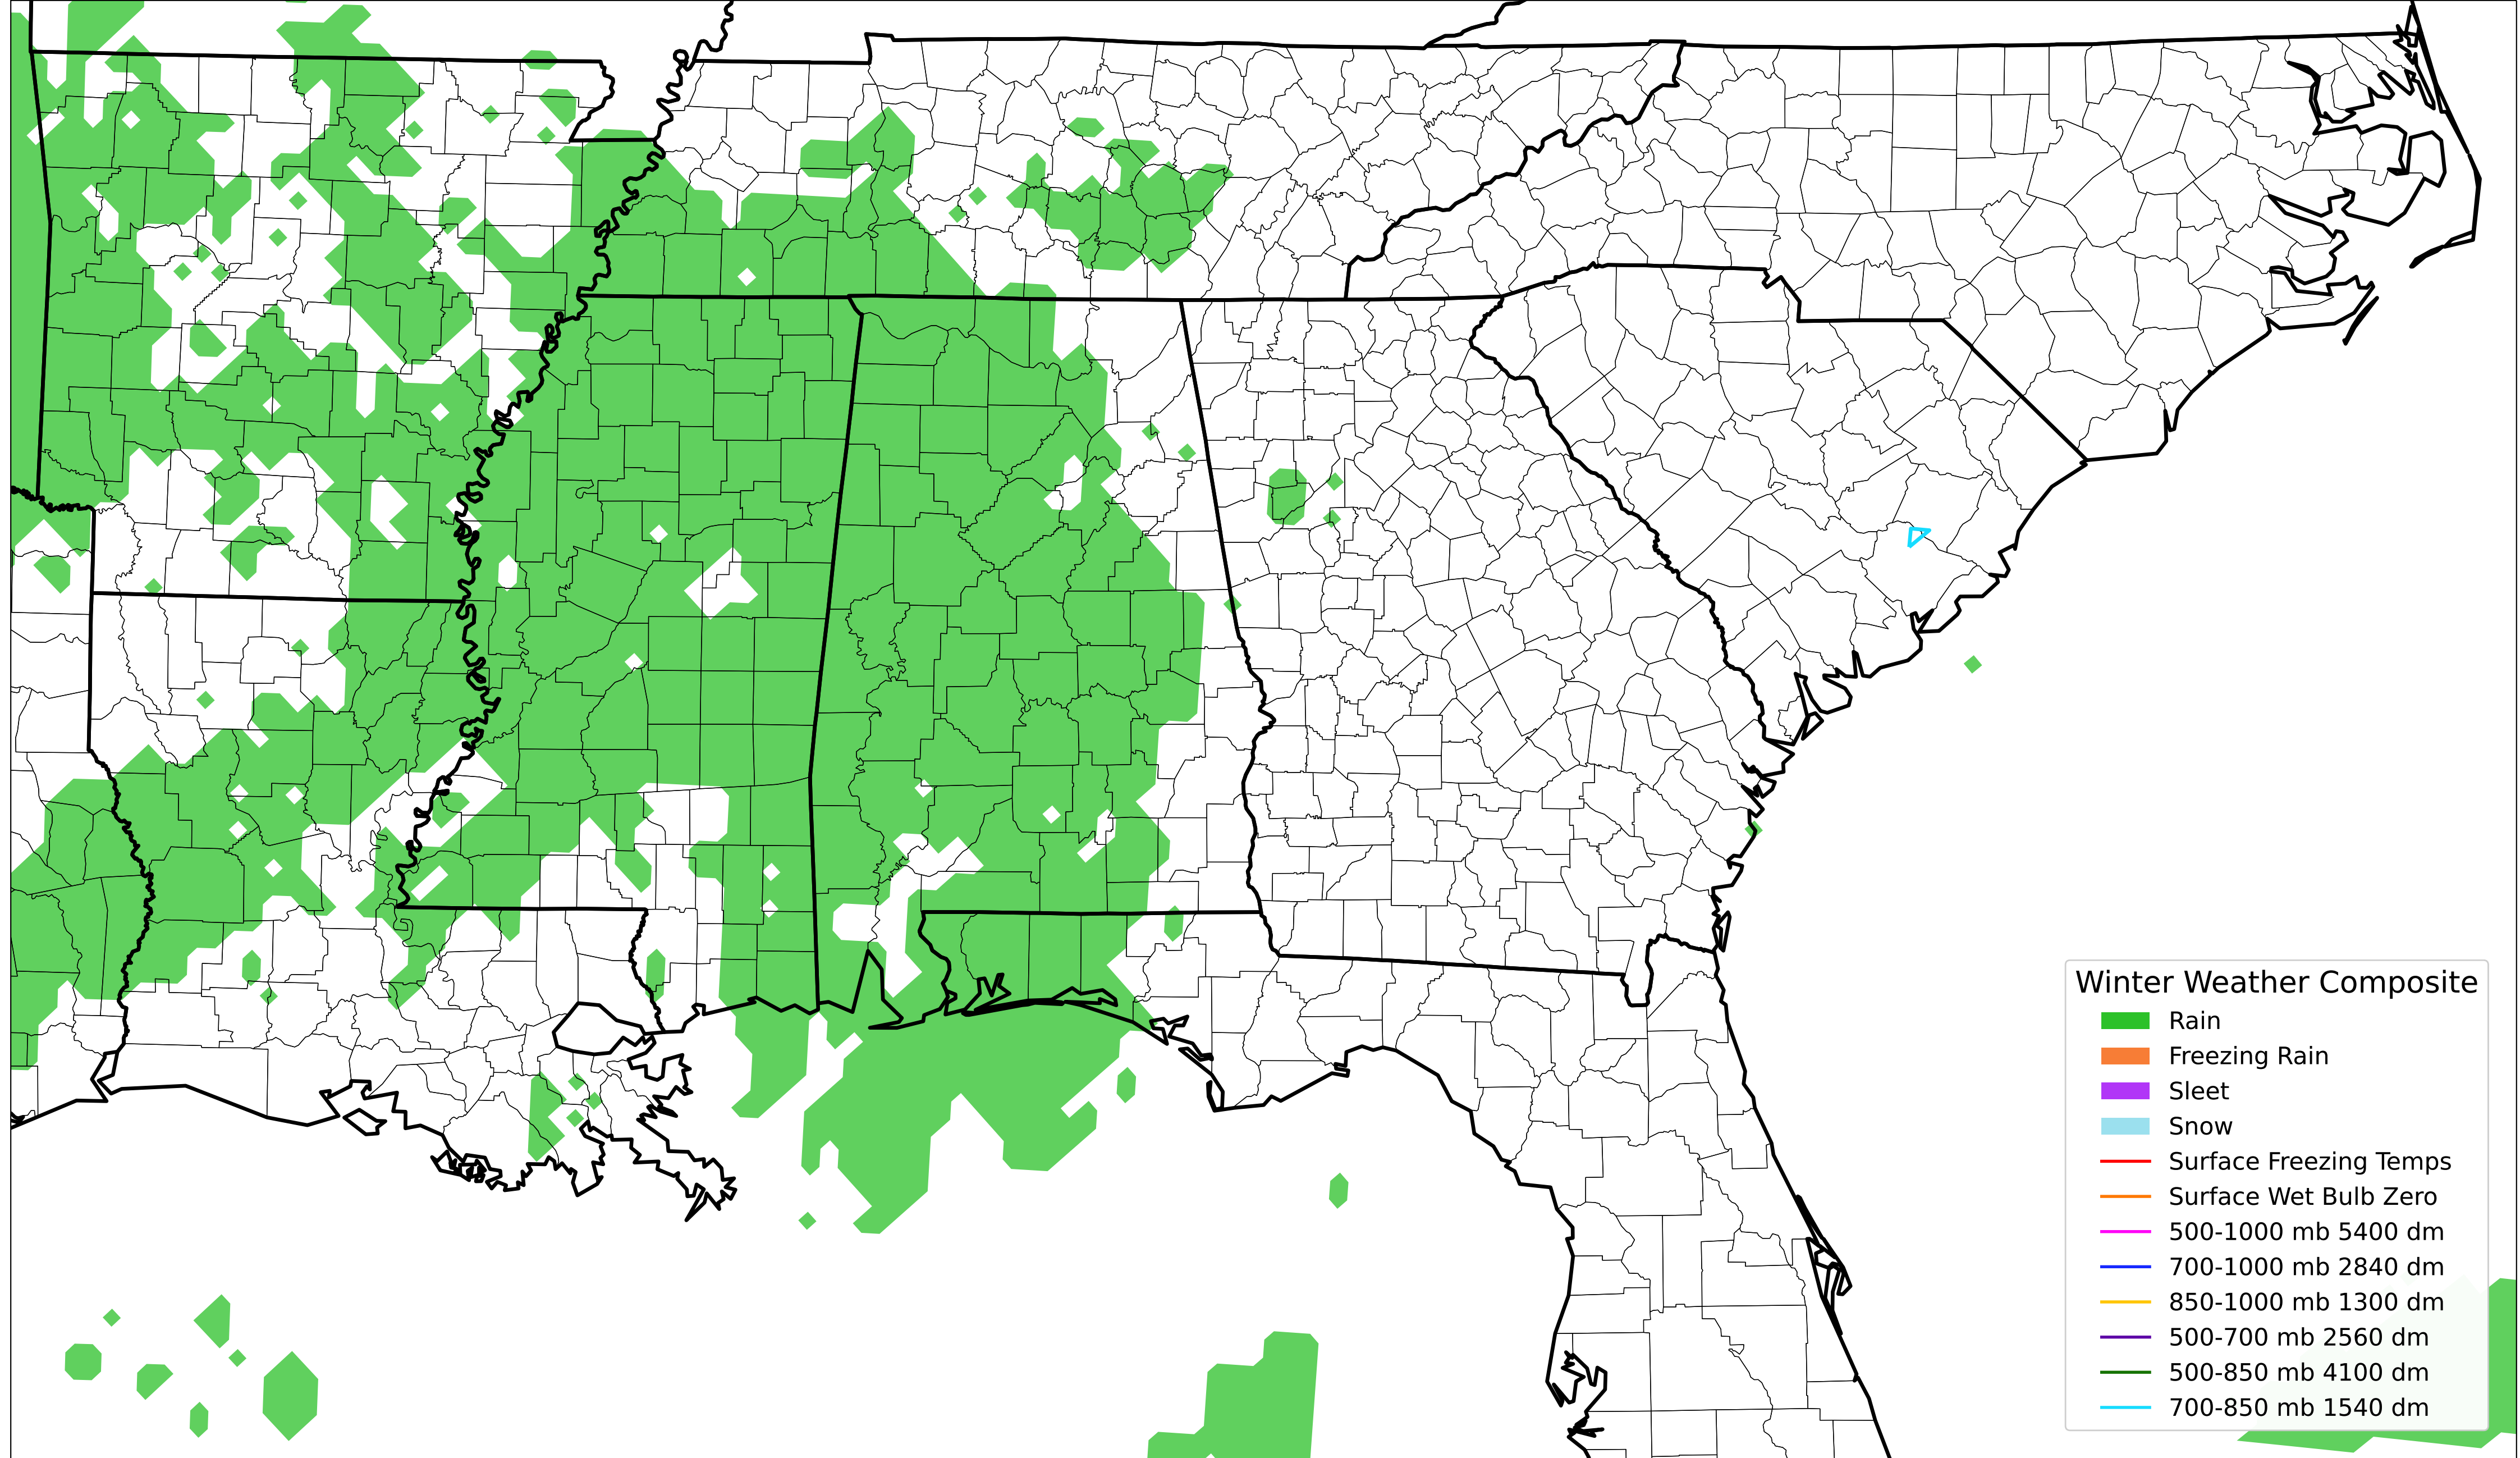 Winter Weather Composite
Rain
Freezing Rain
Sleet
Snow
Surface Freezing Temps
Surface Wet Bulb Zero
500-1000 mb 5400 dm
700-1000 mb 2840 dm
850-1000 mb 1300 dm
500-700 mb 2560 dm
500-850 mb 4100 dm
700-850 mb 1540 dm